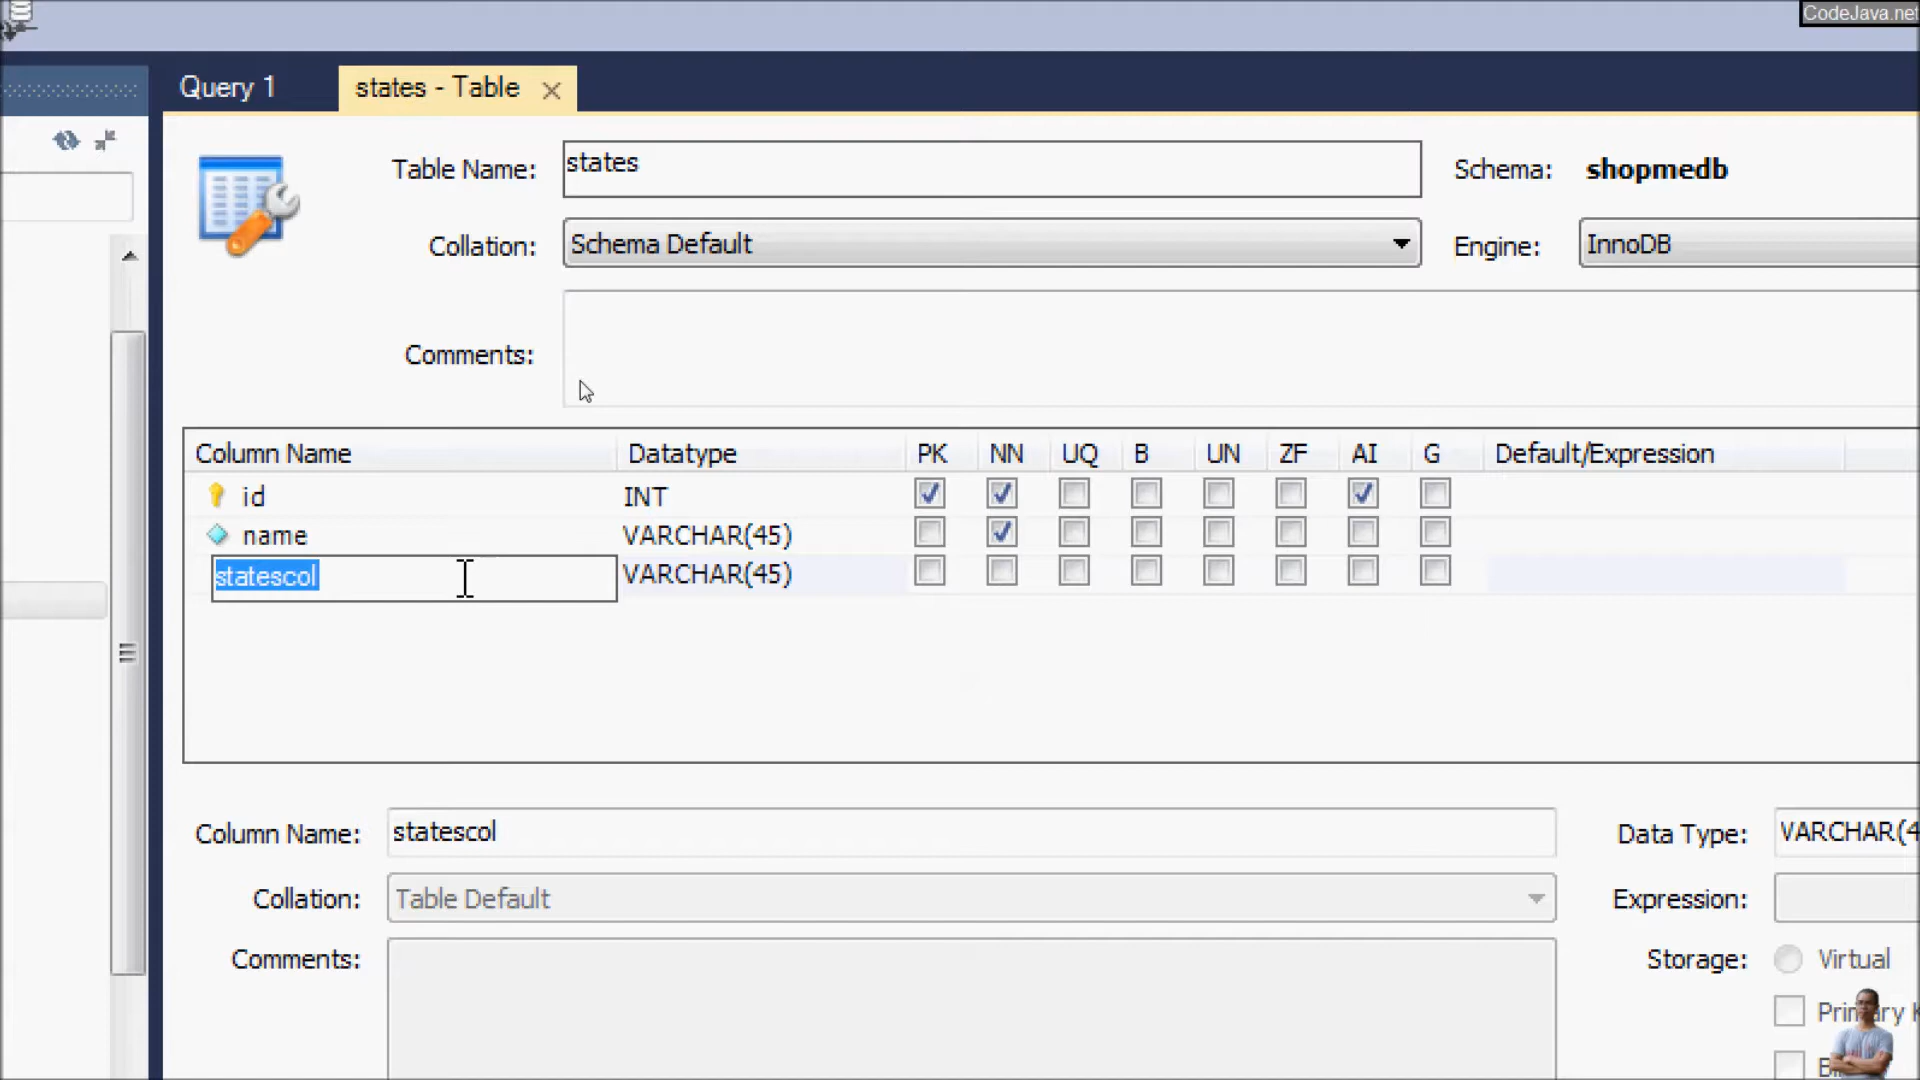 CodeJava.net
Query 1
states - Table
Table Name: states Schema: shopmedb
Collation: Schema Default Engine: InnoDB
Comments:
Column Name Datatype PK NN UQ B UN ZF AI G Default/Expression
id INT
name VARCHAR(45)
statescol VARCHAR(45)
Column Name: statescol Data Type: VARCHAR(4
Collation: Table Default Expression:
Comments: Storage: Virtual